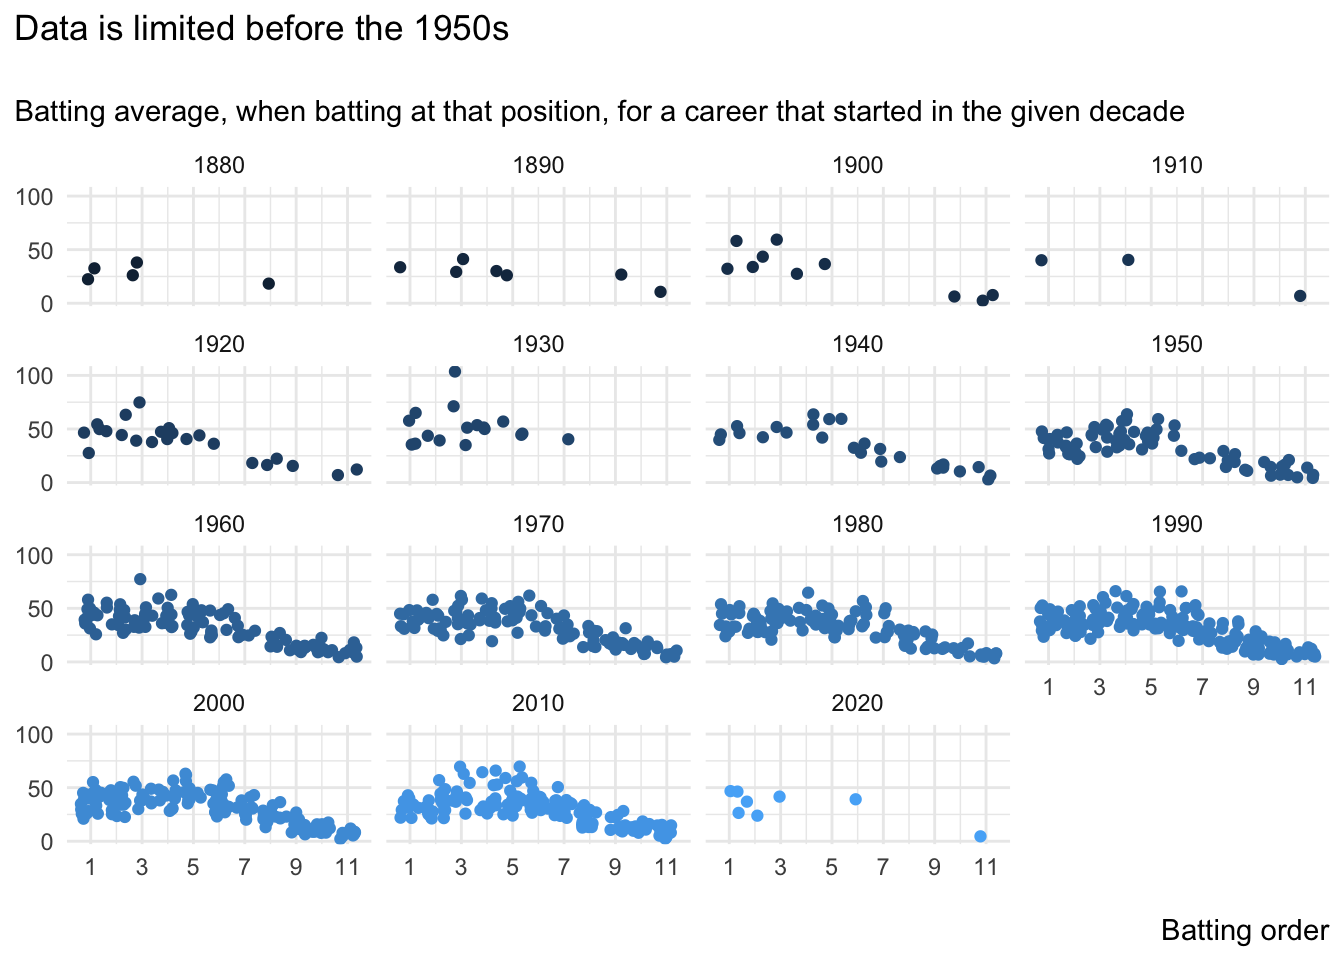 Data is limited before the 1950s
Batting average, when batting at that position, for a career that started in the given decade
1880 1890 1900 1910
100
50
0
1920 1930 1940 1950
100
50
0
1960 1970 1980 1990
100
50
0
1 3 5 7 9 11
2000 2010 2020
100
50
0
1 3 5 7 9 11 1 3 5 7 9 11 1 3 5 7 9 11
Batting order